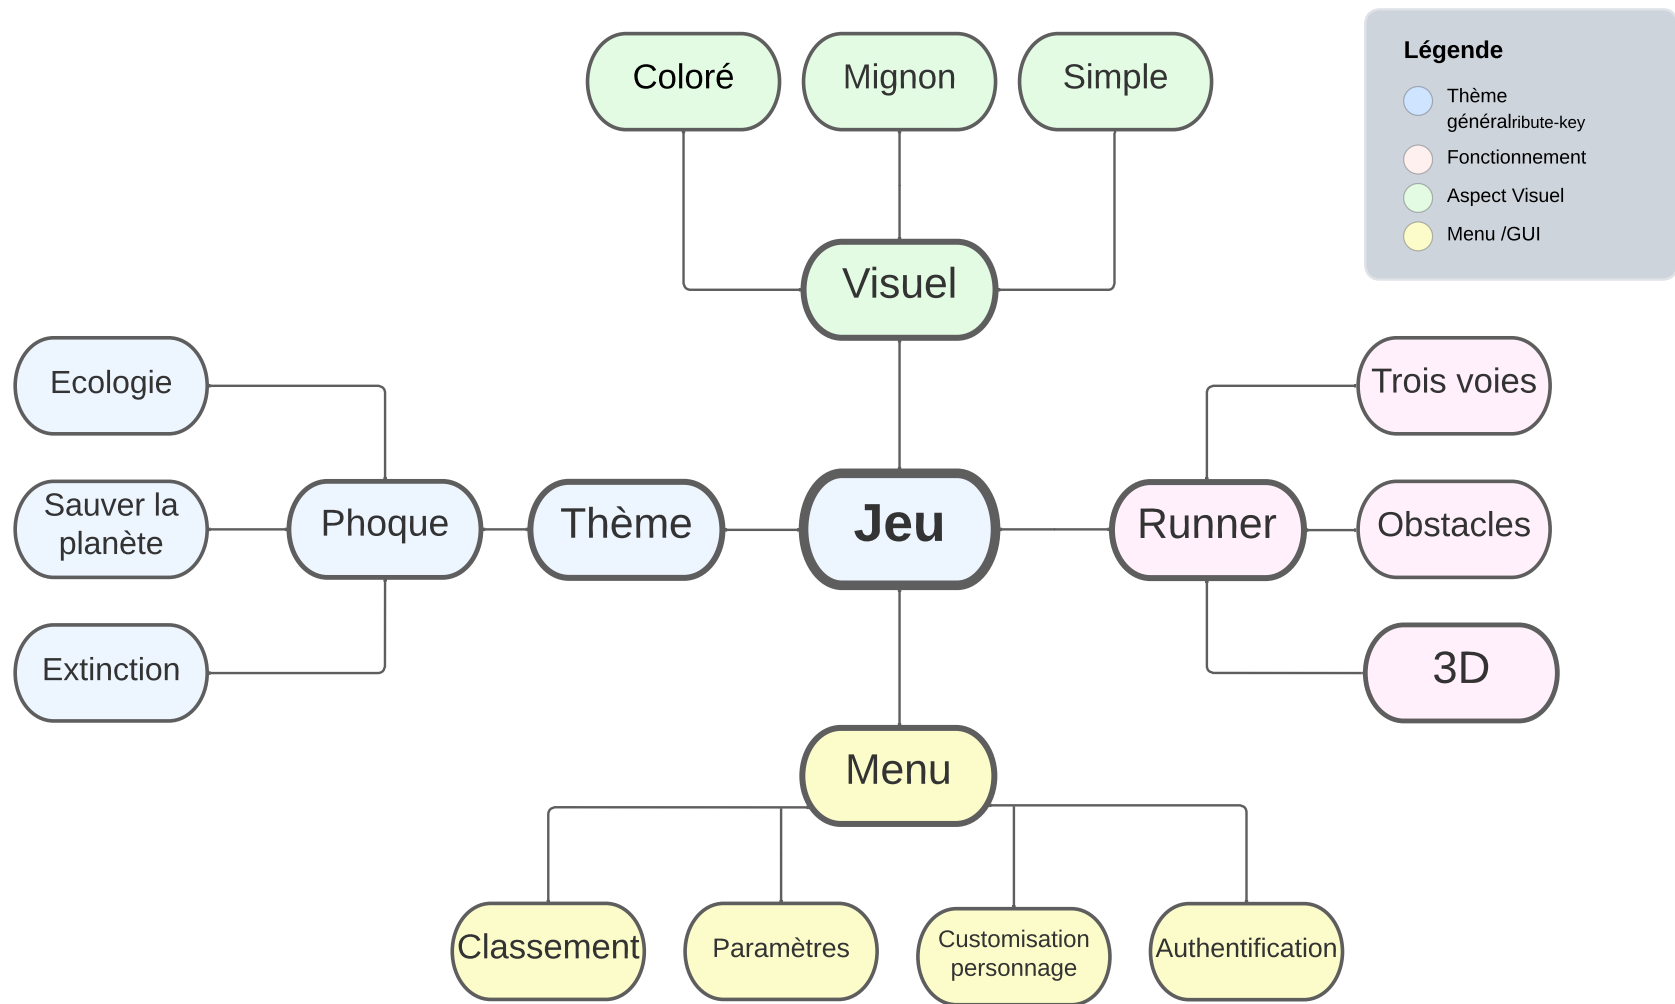 Coloré
Mignon
Simple
Légende
Thème
généralribute-key
Fonctionnement
Aspect Visuel
Menu /GUI
Visuel
Ecologie
Trois voies
Sauver la
planète
Phoque
Thème
Jeu
Runner
Obstacles
Extinction
3D
Menu
Classement
Paramètres
Customisation
personnage
Authentification